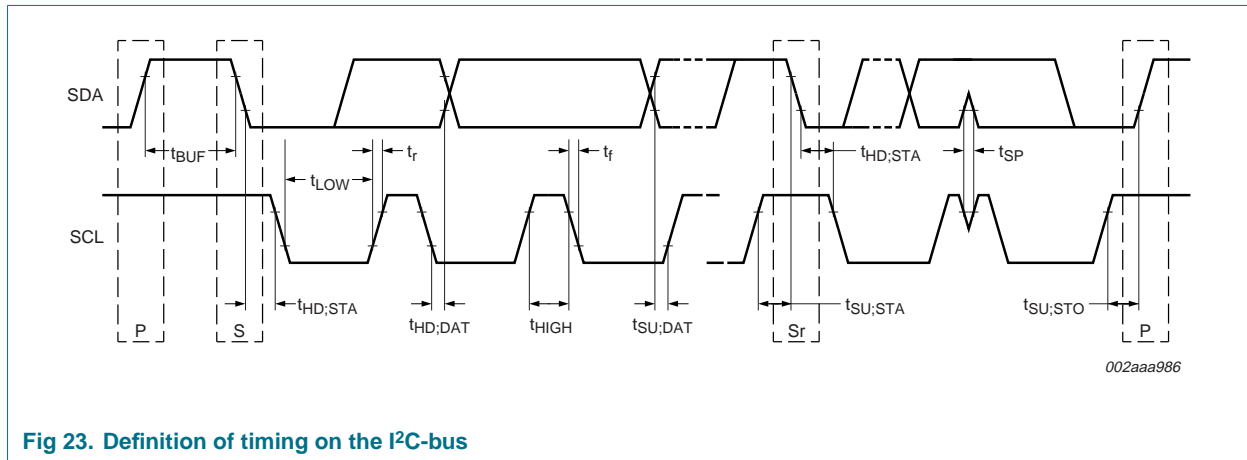 SDA
tBUF
tLOW
tr
tf
tHD;STA
tSP
SCL
tHD;STA
tHD;DAT
tHIGH
tSU;DAT
tSU;STA
tSU;STO
P
S
Sr
P
002aaa986
Fig 23. Definition of timing on the I²C-bus